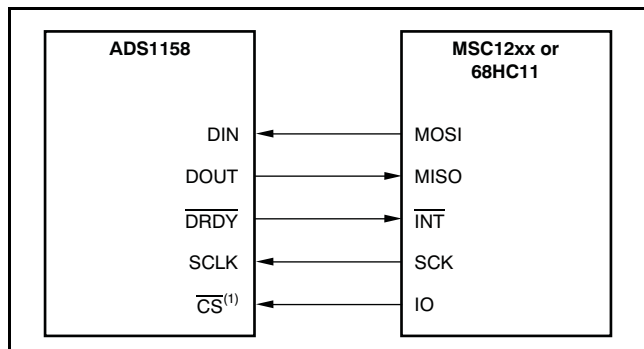 ADS1158
MSC12xx or
68HC11
DIN
MOSI
DOUT
MISO
DRDY
INT
SCLK
SCK
CS(1)
IO